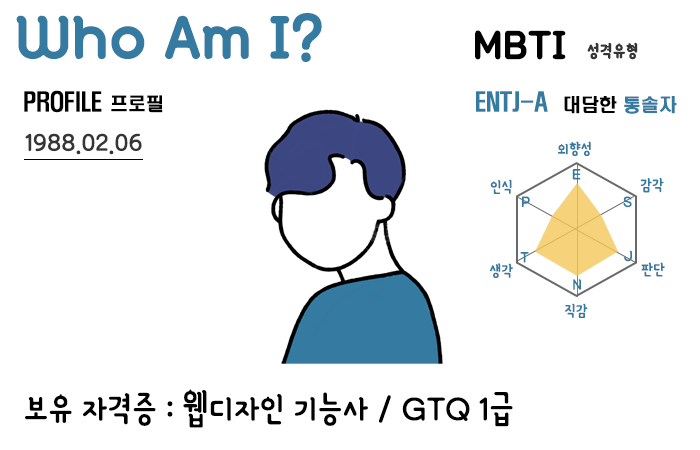 Who Am I?
MBTI 성격유형
PROFILE 프로필
ENTJ-A 대담한 통솔자
1988.02.06
외향성
E
인식
감각
P
S
T
J
생각
판단
N
직감
보유 자격증 : 웹디자인 기능사 / GTQ 1급